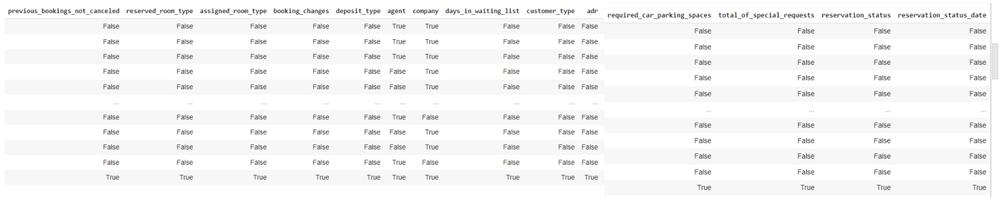 previous_bookings_not_canceled reserved_room_type assigned_room_type booking_changes deposit_type agent company days_in_waiting_list customer_type adr required_car_parking_spaces total_of_special_requests reservation_status reservation_status_date
False False False False False True True False False False False False False False
False False False False False True True False False False False False False False
False False False False False True True False False False False False False False
False False False False False False True False False False False False False False
False False False False False False True False False False False False False False
... ... ... ... ... ... ... ... ... ... ... ... ... ...
False False False False False True False False False False False False False False
False False False False False False True False False False False False False False
False False False False False False True False False False False False False False
False False False False False True False False False False False False False False
True True True True True True True True True True True True True True